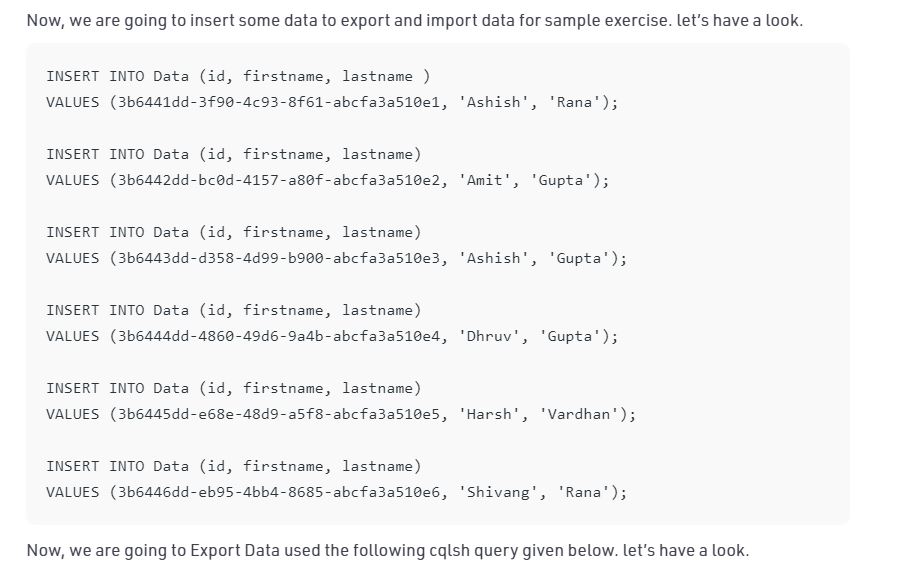 Now, we are going to insert some data to export and import data for sample exercise. let's have a look.
INSERT INTO Data (id, firstname, lastname )
VALUES (3b6441dd-3f90-4c93-8f61-abcfa3a510e1, 'Ashish', 'Rana');
INSERT INTO Data (id, firstname, lastname)
VALUES (3b6442dd-bc0d-4157-a80f-abcfa3a510e2, 'Amit', 'Gupta');
INSERT INTO Data (id, firstname, lastname)
VALUES (3b6443dd-d358-4d99-b900-abcfa3a510e3, 'Ashish', 'Gupta');
INSERT INTO Data (id, firstname, lastname)
VALUES (3b6444dd-4860-49d6-9a4b-abcfa3a510e4, 'Dhruv', 'Gupta');
INSERT INTO Data (id, firstname, lastname)
VALUES (3b6445dd-e68e-48d9-a5f8-abcfa3a510e5, 'Harsh', 'Vardhan');
INSERT INTO Data (id, firstname, lastname)
VALUES (3b6446dd-eb95-4bb4-8685-abcfa3a510e6, 'Shivang', 'Rana');
Now, we are going to Export Data used the following cqlsh query given below. let's have a look.